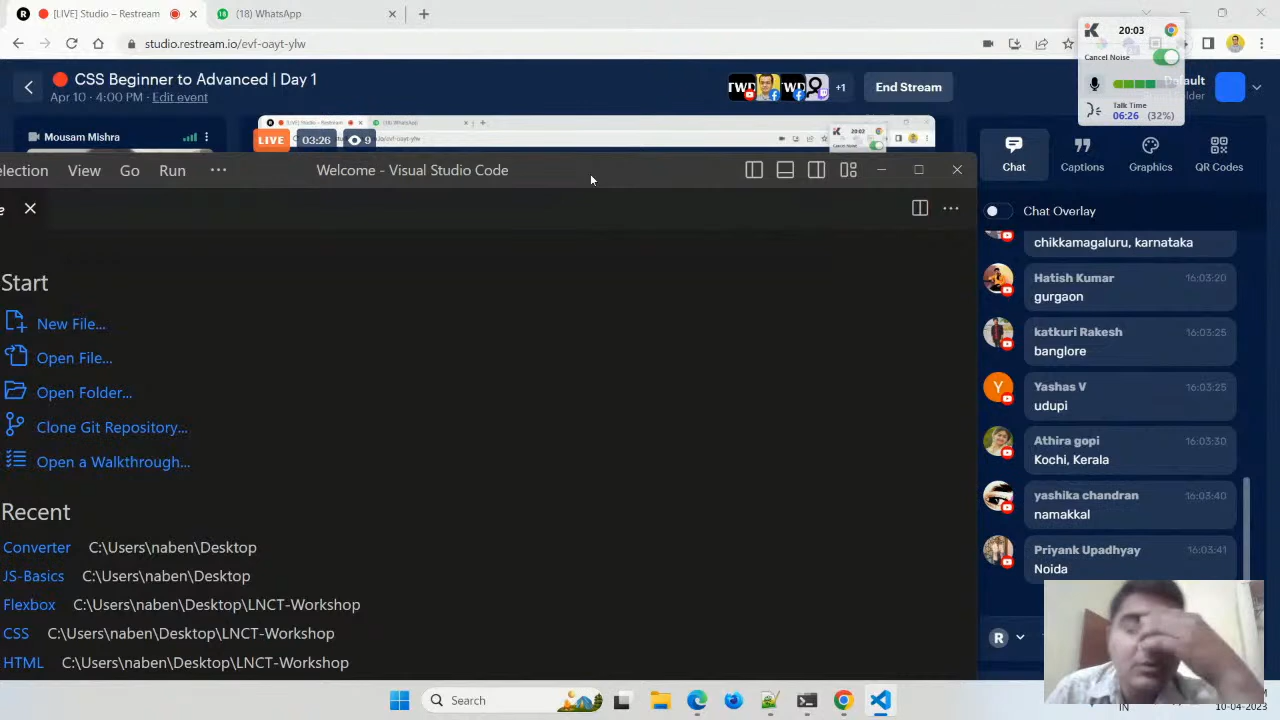 [LIVE] Studio – Restream
(18) WhatsApp
studio.restream.io/evf-oayt-ylw
20:03
Cancel Noise
Talk Time
06:26 (32%)
CSS Beginner to Advanced | Day 1
Apr 10 - 4:00 PM · Edit event
+1
End Stream
Default
Mousam Mishra
LIVE
03:26
9
election
View
Go
Run
Welcome - Visual Studio Code
Start
New File...
Open File...
Open Folder...
Clone Git Repository...
Open a Walkthrough...
Recent
Converter C:\Users\naben\Desktop
JS-Basics C:\Users\naben\Desktop
Flexbox C:\Users\naben\Desktop\LNCT-Workshop
CSS C:\Users\naben\Desktop\LNCT-Workshop
HTML C:\Users\naben\Desktop\LNCT-Workshop
Chat
Captions
Graphics
QR Codes
Chat Overlay
chikkamagaluru, karnataka
Hatish Kumar 16:03:20
gurgaon
katkuri Rakesh 16:03:25
banglore
Yashas V 16:03:25
udupi
Athira gopi 16:03:30
Kochi, Kerala
yashika chandran 16:03:40
namakkal
Priyank Upadhyay 16:03:41
Noida
Search
IN
10-04-2023